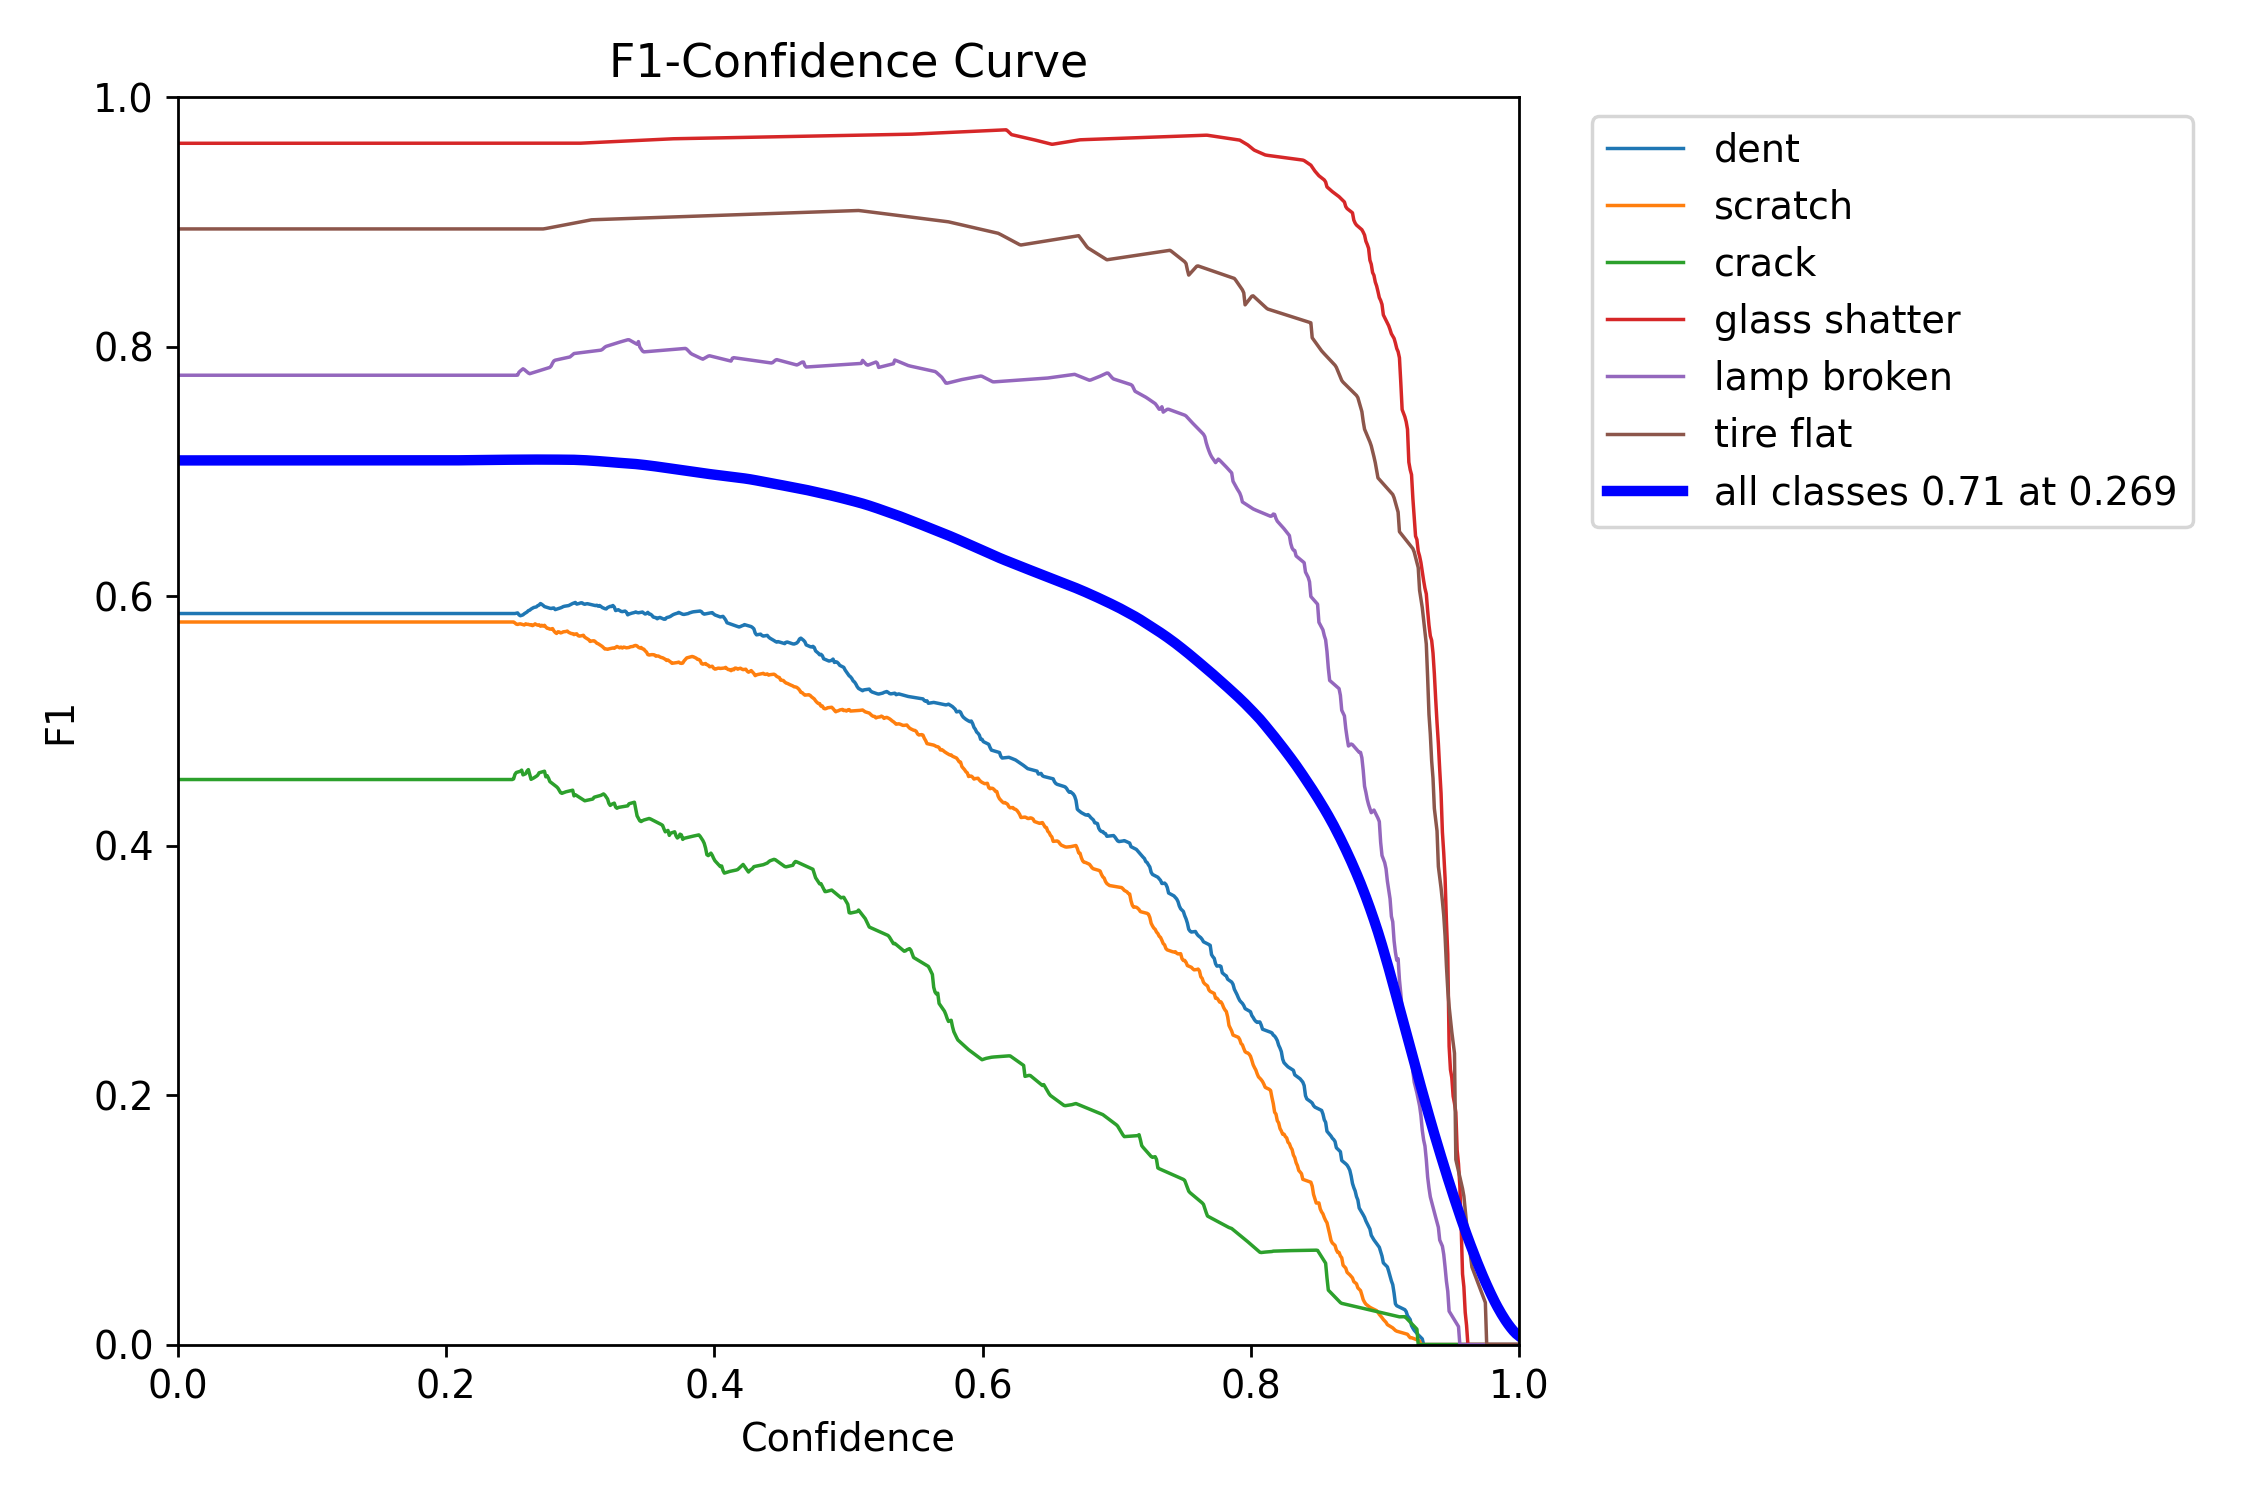 F1-Confidence Curve
1.0
0.8
0.6
0.4
0.2
0.0
F1
0.0 0.2 0.4 0.6 0.8 1.0
Confidence
dent
scratch
crack
glass shatter
lamp broken
tire flat
all classes 0.71 at 0.269